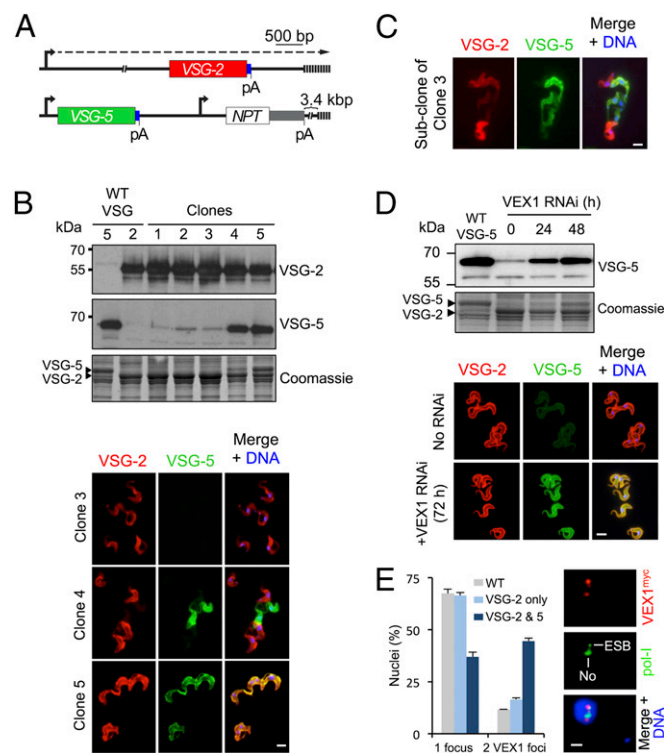 A
500 bp
VSG-2
pA
3.4 kbp
VSG-5
NPT
pA
pA
B
WT
VSG
Clones
kDa
5 2 1 2 3 4 5
70
55
VSG-2
70
VSG-5
VSG-5
VSG-2
Coomassie
VSG-2 VSG-5 Merge
+ DNA
Clone 3
Clone 4
Clone 5
C
VSG-2 VSG-5 Merge
+ DNA
Sub-clone of
Clone 3
D
VEX1 RNAi (h)
WT
VSG-5
kDa
0 24 48
70
55
VSG-5
VSG-5
VSG-2
Coomassie
VSG-2 VSG-5 Merge
+ DNA
No RNAi
+VEX1 RNAi
(72 h)
E
75
50
25
0
Nuclei (%)
WT
VSG-2 only
VSG-2 & 5
1 focus 2 VEX1 foci
VEX1myc
ESB
No
pol-I
Merge +
DNA